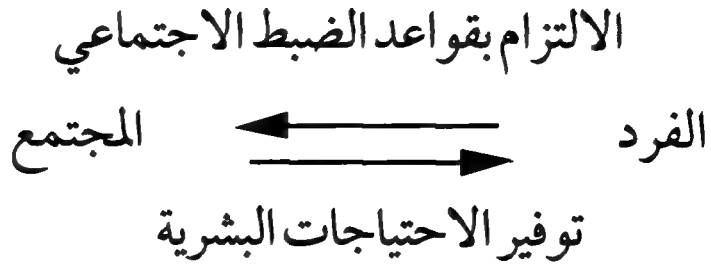 الالتزام بقواعد الضبط الاجتماعي
الفرد
المجتمع
توفير الاحتياجات البشرية